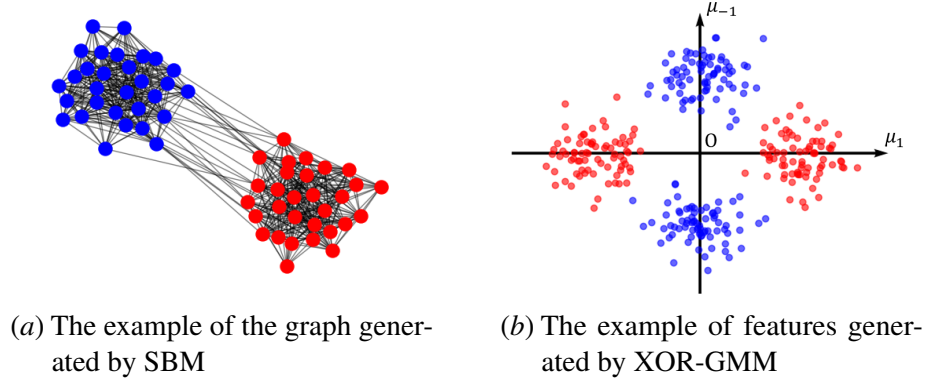 μ₋₁
O
μ₁
(a) The example of the graph gener-
ated by SBM
(b) The example of features gener-
ated by XOR-GMM